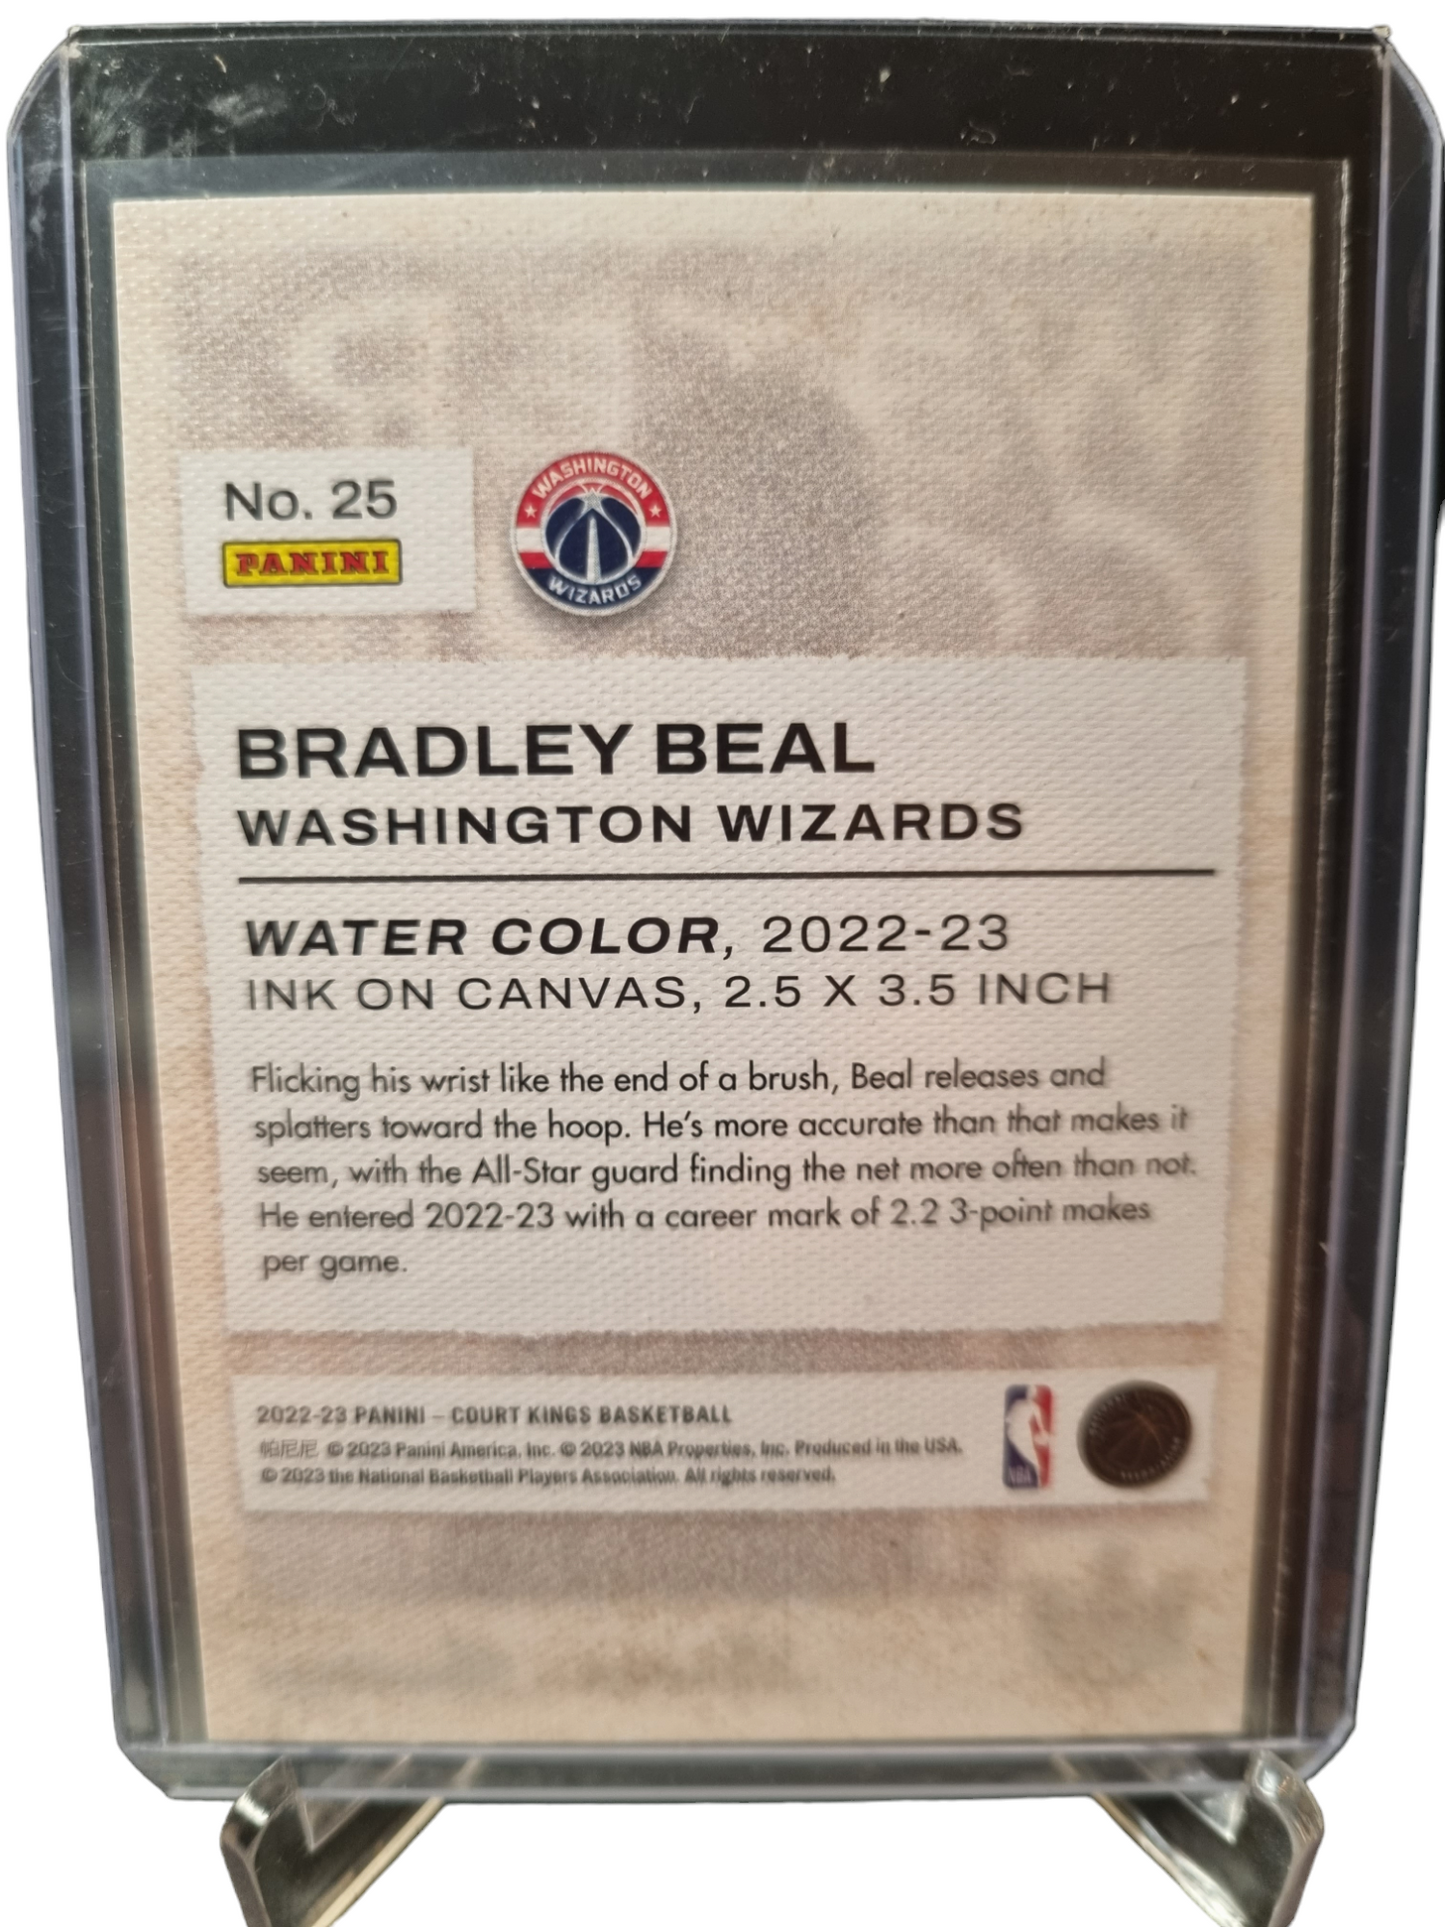 No. 25
PANINI
WASHINGTON
WIZARDS
BRADLEY BEAL
WASHINGTON WIZARDS
WATER COLOR, 2022-23
INK ON CANVAS, 2.5 X 3.5 INCH
Flicking his wrist like the end of a brush, Beal releases and
splatters toward the hoop. He's more accurate than that makes it
seem, with the All-Star guard finding the net more often than not.
He entered 2022-23 with a career mark of 2.2 3-point makes
per game.
2022-23 PANINI – COURT KINGS BASKETBALL
帕尼尼 © 2023 Panini America, Inc. © 2023 NBA Properties, Inc. Produced in the USA.
© 2023 the National Basketball Players Association. All rights reserved.
NBA